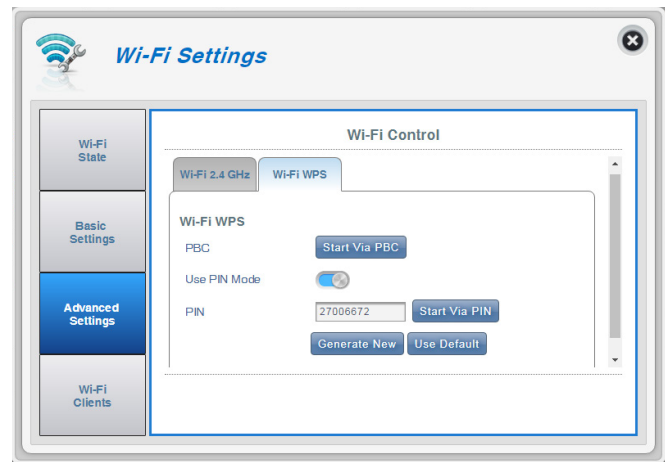 Wi-Fi Settings
Wi-Fi
State
Basic
Settings
Advanced
Settings
Wi-Fi
Clients
Wi-Fi Control
Wi-Fi 2.4 GHz Wi-Fi WPS
Wi-Fi WPS
PBC Start Via PBC
Use PIN Mode
PIN 27006672 Start Via PIN
Generate New Use Default